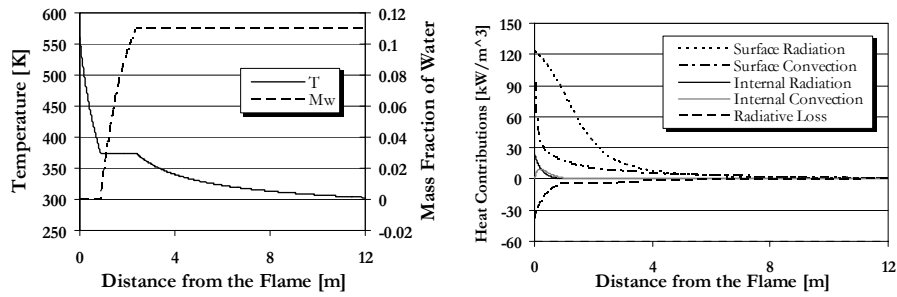 600
550
500
450
400
350
300
250
Temperature [K]
0.12
0.1
0.08
0.06
0.04
0.02
0
-0.02
Mass Fraction of Water
T
Mw
0
4
8
12
Distance from the Flame [m]
150
120
90
60
30
0
-30
-60
Heat Contributions [kW/m^3]
Surface Radiation
Surface Convection
Internal Radiation
Internal Convection
Radiative Loss
0
4
8
12
Distance from the Flame [m]